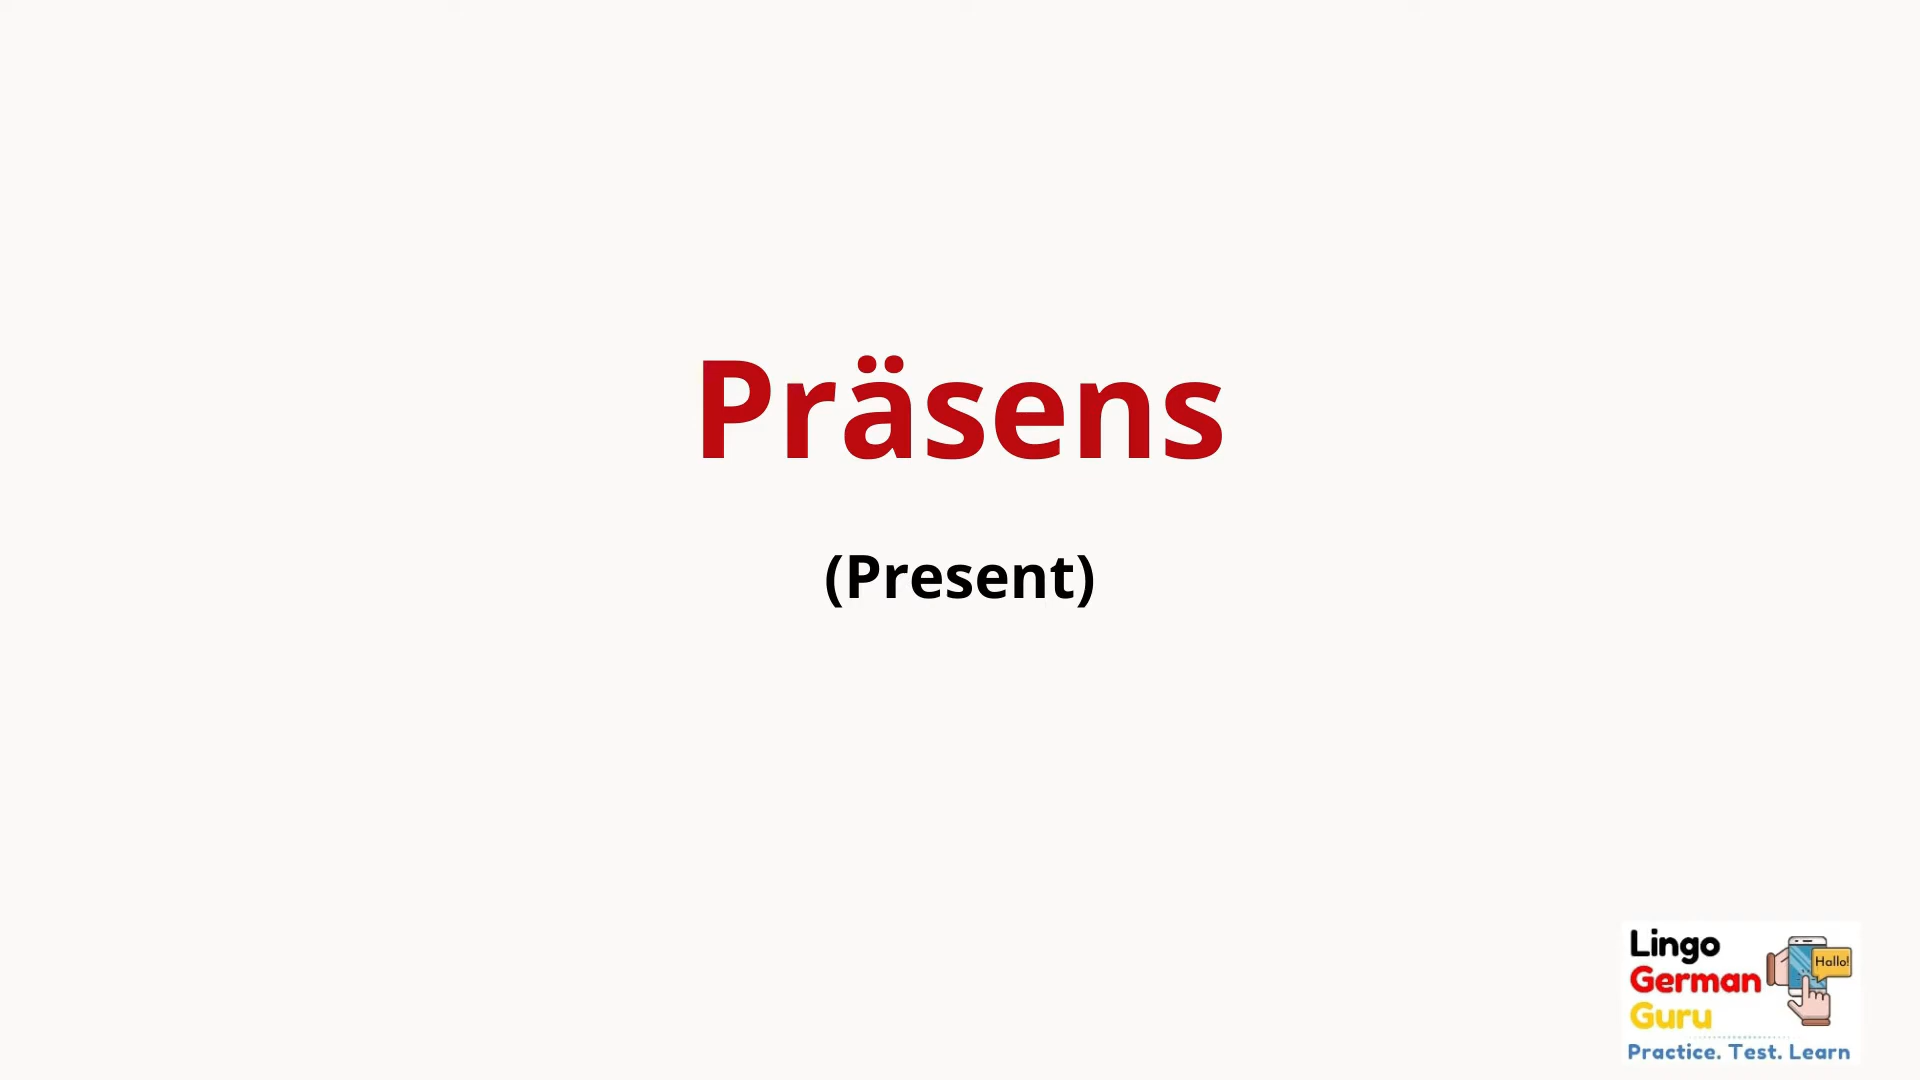 Präsens
(Present)
Lingo
German
Guru
Hallo!
Practice. Test. Learn